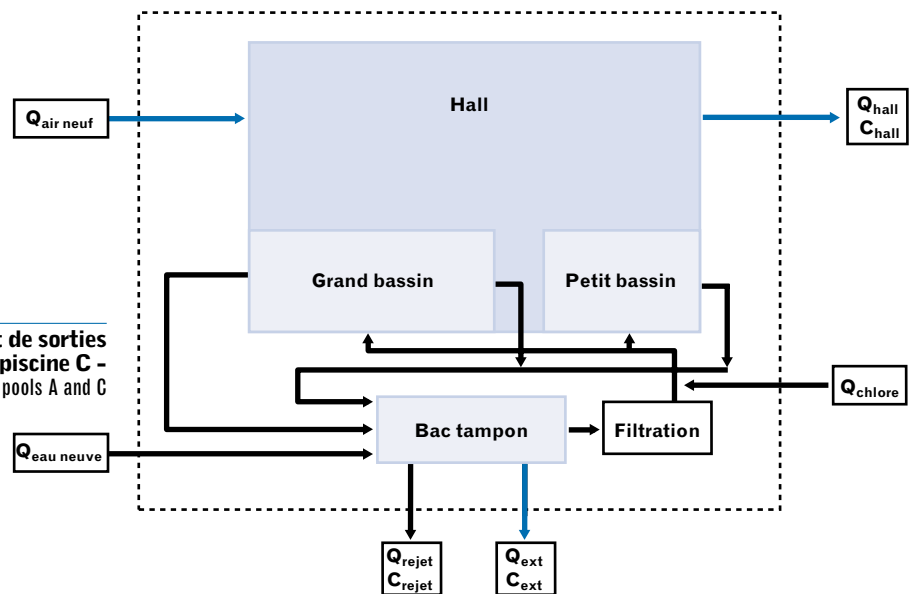 Hall
Q air neuf
Q hall
C hall
Grand bassin
Petit bassin
t de sorties
piscine C –
pools A and C
Q chlore
Bac tampon
Filtration
Q eau neuve
Q rejet
C rejet
Q ext
C ext